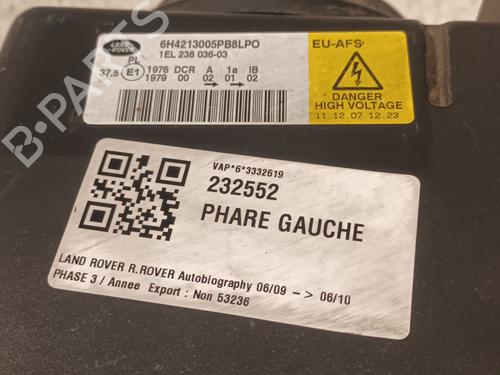 LAND-
ROVER
6H4213005PB8LPO
1EL 238 036-03
PL
37.5 E1 1976 DCR A 1a IB
1979 00 02 01 02
EU-AFS
DANGER
HIGH VOLTAGE
11.12.07 12.23
VAP*6*3332619
232552
PHARE GAUCHE
LAND ROVER R.ROVER Autobiography 06/09 -> 06/10
PHASE 3 / Annee Export : Non 53236
B-Parts